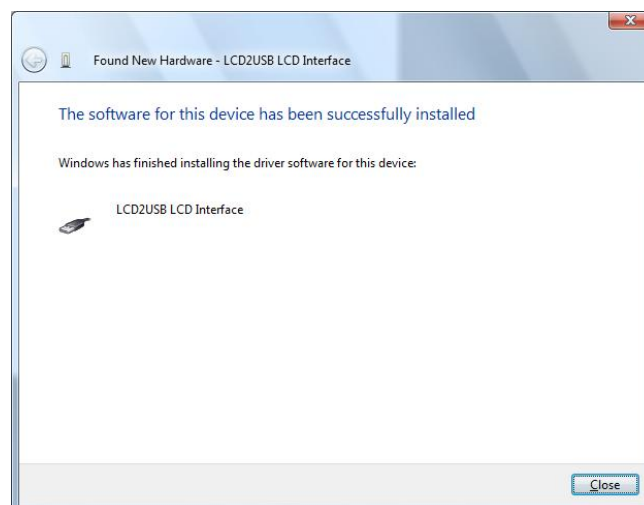 Found New Hardware - LCD2USB LCD Interface
The software for this device has been successfully installed
Windows has finished installing the driver software for this device:
LCD2USB LCD Interface
Close